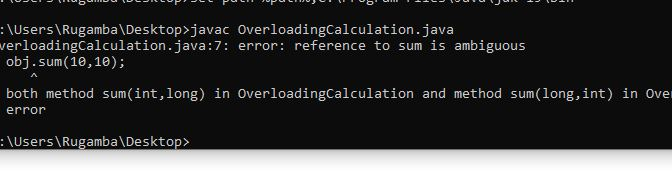 :\Users\Rugamba\Desktop>javac OverloadingCalculation.java
verloadingCalculation.java:7: error: reference to sum is ambiguous
obj.sum(10,10);
^
both method sum(int,long) in OverloadingCalculation and method sum(long,int) in Ove
error
:\Users\Rugamba\Desktop>